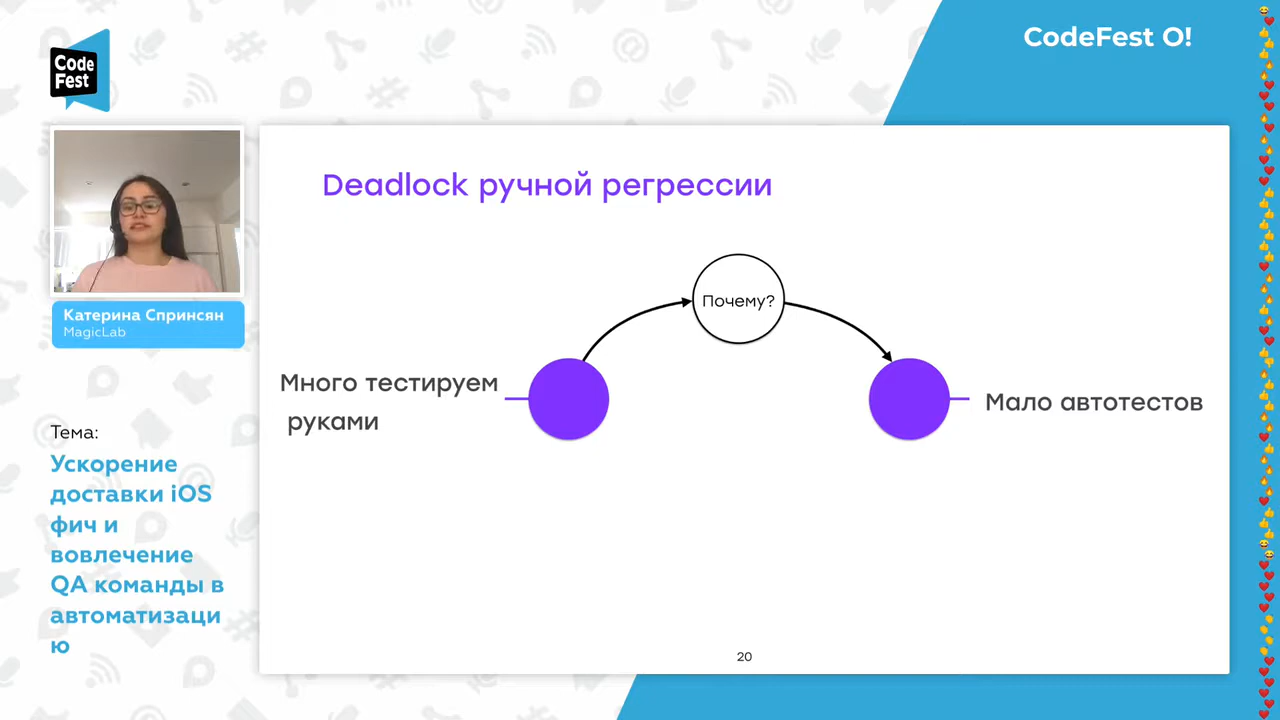 CodeFest O!
Code
Fest
Катерина Спринсян
MagicLab
Тема:
Ускорение
доставки iOS
фич и
вовлечение
QA команды в
автоматизаци
ю
Deadlock ручной регрессии
Почему?
Много тестируем
руками
Мало автотестов
20